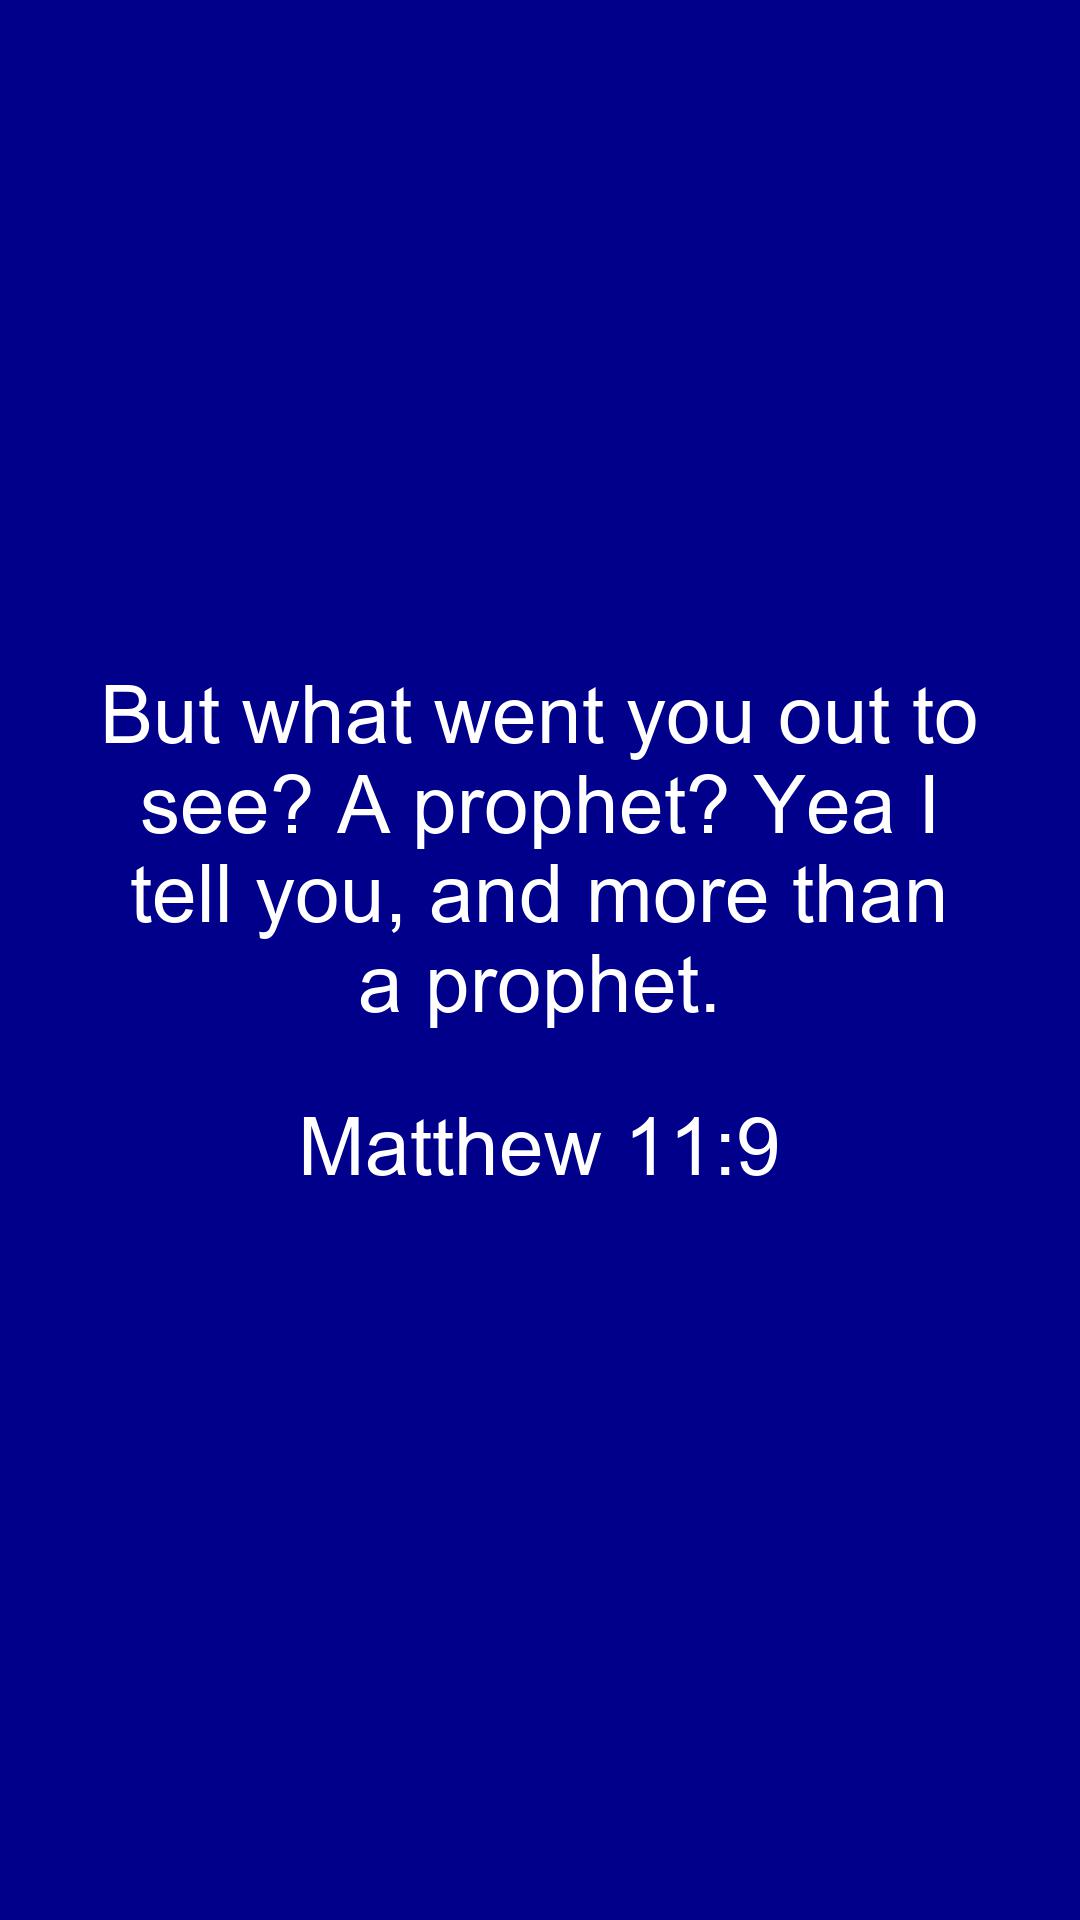 But what went you out to
see? A prophet? Yea I
tell you, and more than
a prophet.
Matthew 11:9